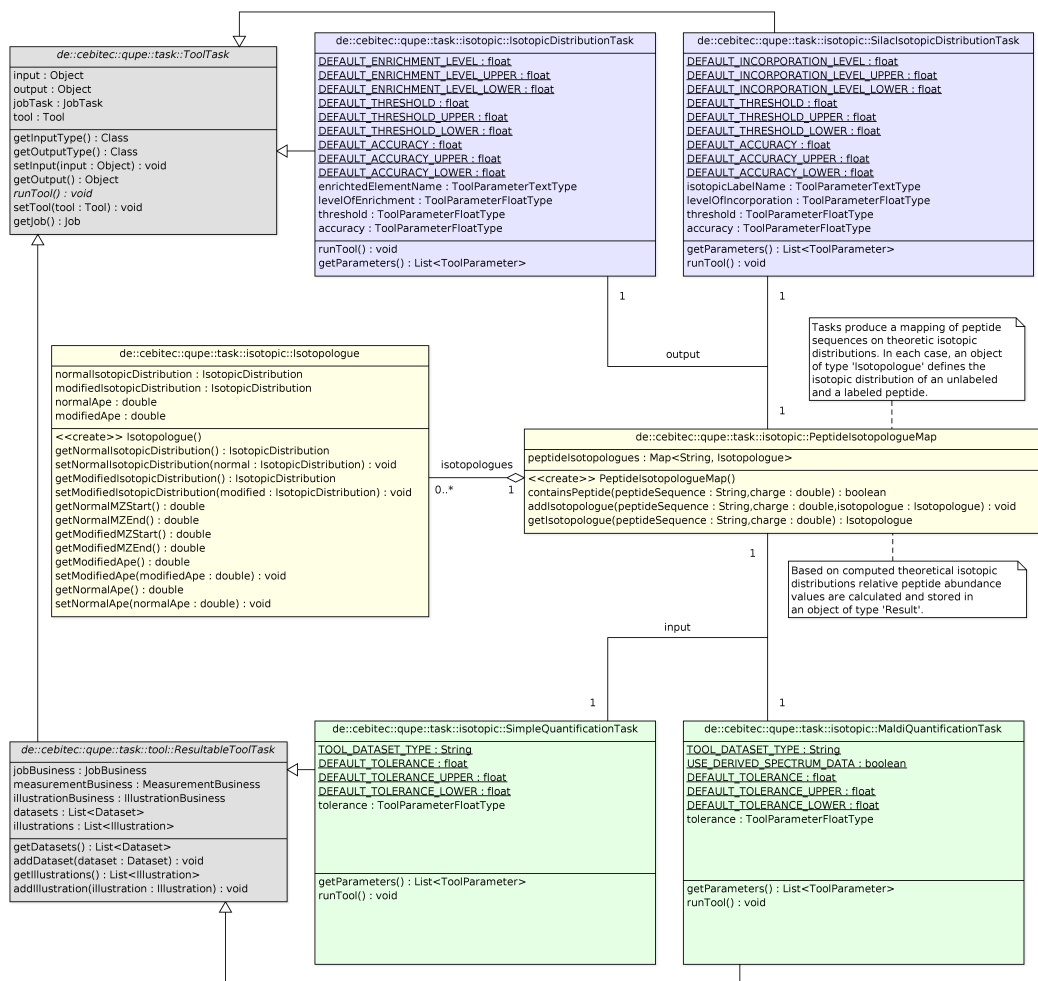 de::cebitec::qupe::task::ToolTask
input : Object
output : Object
jobTask : JobTask
tool : Tool
getInputType() : Class
getOutputType() : Class
setInput(input : Object) : void
getOutput() : Object
runTool() : void
setTool(tool : Tool) : void
getJob() : Job
de::cebitec::qupe::task::isotopic::IsotopicDistributionTask
DEFAULT_ENRICHMENT_LEVEL : float
DEFAULT_ENRICHMENT_LEVEL_UPPER : float
DEFAULT_ENRICHMENT_LEVEL_LOWER : float
DEFAULT_THRESHOLD : float
DEFAULT_THRESHOLD_UPPER : float
DEFAULT_THRESHOLD_LOWER : float
DEFAULT_ACCURACY : float
DEFAULT_ACCURACY_UPPER : float
DEFAULT_ACCURACY_LOWER : float
enrichedElementName : ToolParameterTextType
levelOfEnrichment : ToolParameterFloatType
threshold : ToolParameterFloatType
accuracy : ToolParameterFloatType
runTool() : void
getParameters() : List<ToolParameter>
de::cebitec::qupe::task::isotopic::SilacIsotopicDistributionTask
DEFAULT_INCORPORATION_LEVEL : float
DEFAULT_INCORPORATION_LEVEL_UPPER : float
DEFAULT_INCORPORATION_LEVEL_LOWER : float
DEFAULT_THRESHOLD : float
DEFAULT_THRESHOLD_UPPER : float
DEFAULT_THRESHOLD_LOWER : float
DEFAULT_ACCURACY : float
DEFAULT_ACCURACY_UPPER : float
DEFAULT_ACCURACY_LOWER : float
isotopicLabelName : ToolParameterTextType
levelOfIncorporation : ToolParameterFloatType
threshold : ToolParameterFloatType
accuracy : ToolParameterFloatType
getParameters() : List<ToolParameter>
runTool() : void
1
1
output
1
Tasks produce a mapping of peptide
sequences on theoretic isotopic
distributions. In each case, an object
of type 'Isotopologue' defines the
isotopic distribution of an unlabeled
and a labeled peptide.
de::cebitec::qupe::task::isotopic::Isotopologue
normalIsotopicDistribution : IsotopicDistribution
modifiedIsotopicDistribution : IsotopicDistribution
normalApe : double
modifiedApe : double
<<create>> Isotopologue()
getNormalIsotopicDistribution() : IsotopicDistribution
setNormalIsotopicDistribution(normal : IsotopicDistribution) : void
getModifiedIsotopicDistribution() : IsotopicDistribution
setModifiedIsotopicDistribution(modified : IsotopicDistribution) : void
getNormalMZStart() : double
getNormalMZEnd() : double
getModifiedMZStart() : double
getModifiedMZEnd() : double
getModifiedApe() : double
setModifiedApe(modifiedApe : double) : void
getNormalApe() : double
setNormalApe(normalApe : double) : void
isotopologues
0..*
1
de::cebitec::qupe::task::isotopic::PeptideIsotopologueMap
peptideIsotopologues : Map<String, Isotopologue>
<<create>> PeptideIsotopologueMap()
containsPeptide(peptideSequence : String,charge : double) : boolean
addIsotopologue(peptideSequence : String,charge : double,isotopologue : Isotopologue) : void
getIsotopologue(peptideSequence : String,charge : double) : Isotopologue
1
Based on computed theoretical isotopic
distributions relative peptide abundance
values are calculated and stored in
an object of type 'Result'.
input
1
1
de::cebitec::qupe::task::tool::ResultableToolTask
jobBusiness : JobBusiness
measurementBusiness : MeasurementBusiness
illustrationBusiness : IllustrationBusiness
datasets : List<Dataset>
illustrations : List<Illustration>
getDatasets() : List<Dataset>
addDataset(dataset : Dataset) : void
getIllustrations() : List<Illustration>
addIllustration(illustration : Illustration) : void
de::cebitec::qupe::task::isotopic::SimpleQuantificationTask
TOOL_DATASET_TYPE : String
DEFAULT_TOLERANCE : float
DEFAULT_TOLERANCE_UPPER : float
DEFAULT_TOLERANCE_LOWER : float
tolerance : ToolParameterFloatType
getParameters() : List<ToolParameter>
runTool() : void
de::cebitec::qupe::task::isotopic::MaldiQuantificationTask
TOOL_DATASET_TYPE : String
USE_DERIVED_SPECTRUM_DATA : boolean
DEFAULT_TOLERANCE : float
DEFAULT_TOLERANCE_UPPER : float
DEFAULT_TOLERANCE_LOWER : float
tolerance : ToolParameterFloatType
getParameters() : List<ToolParameter>
runTool() : void